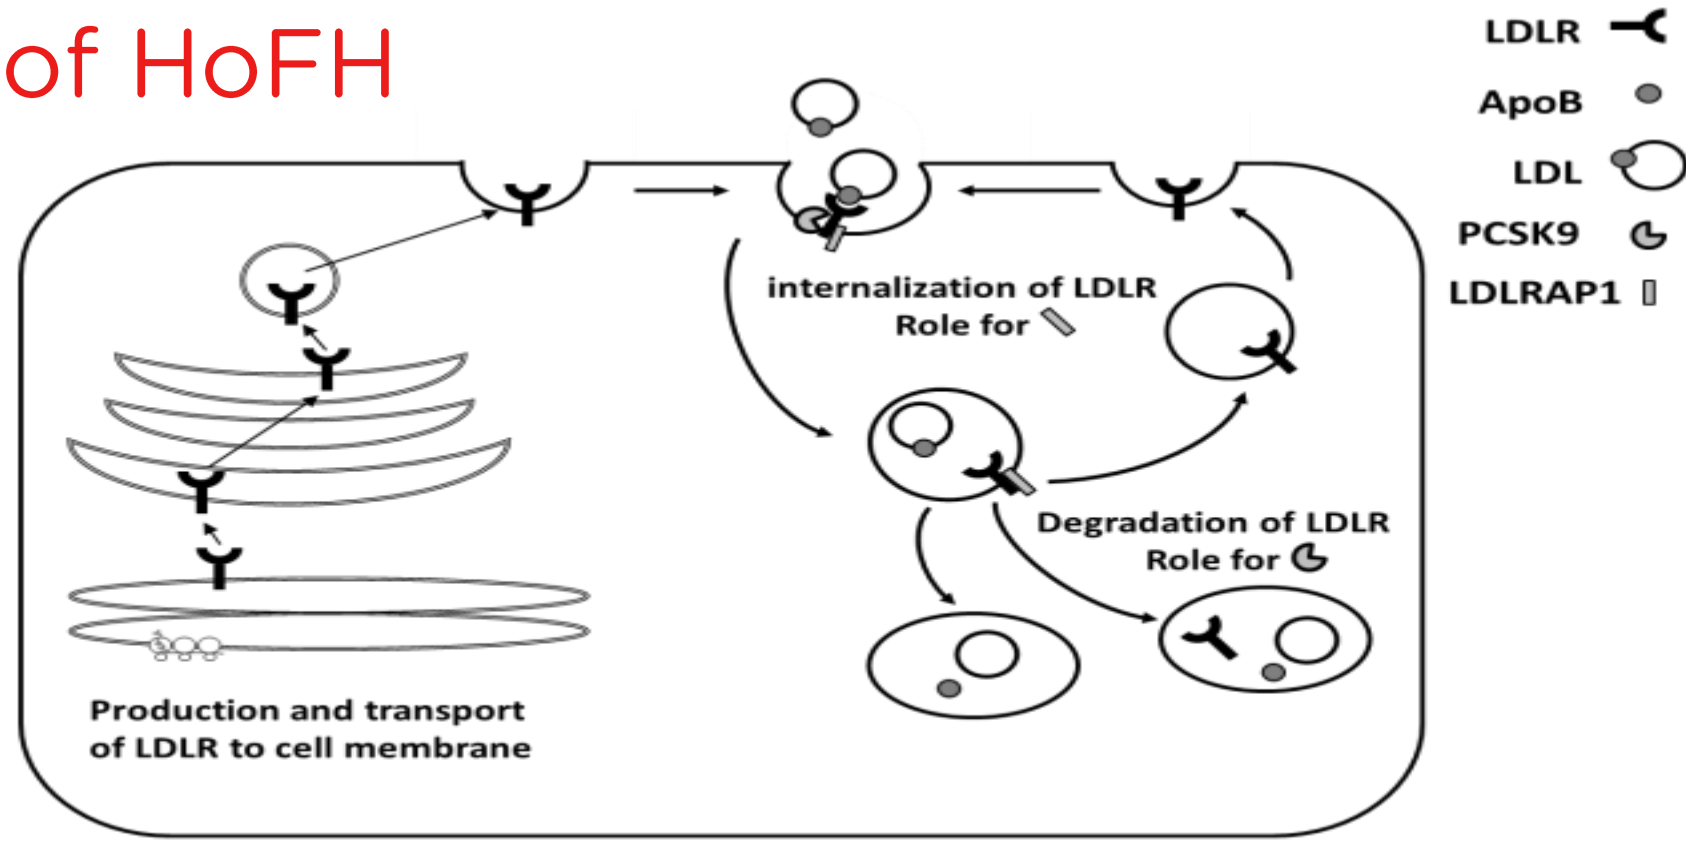 of HoFH
LDLR
ApoB
LDL
PCSK9
LDLRAP1
internalization of LDLR
Role for
Degradation of LDLR
Role for
Production and transport
of LDLR to cell membrane